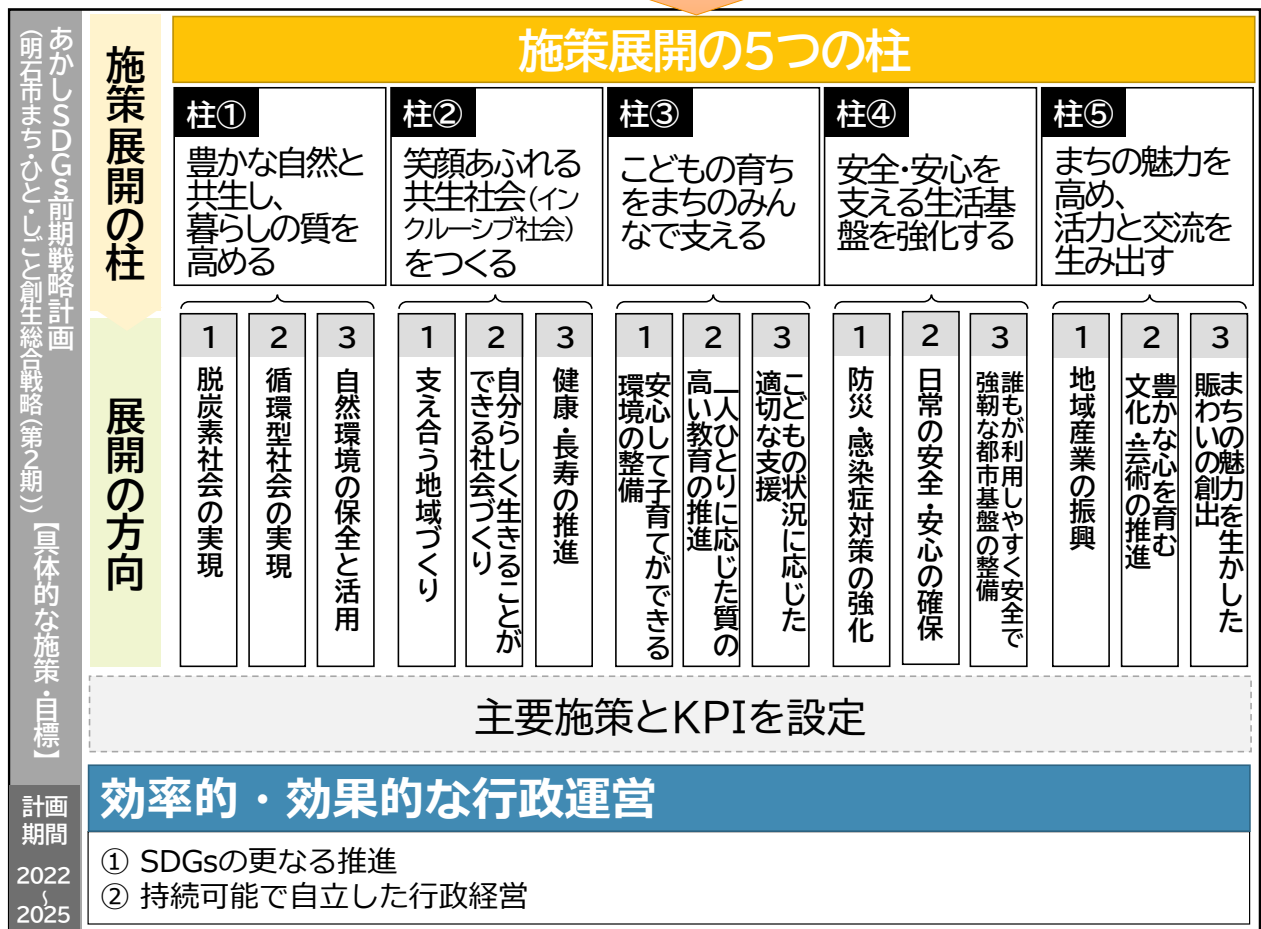 あかしSDGs前期戦略計画
(明石市まち・ひと・しごと創生総合戦略(第2期))
【具体的な施策・目標】
計画
期間
2022
~
2025
施策展開の柱
展開の方向
施策展開の5つの柱
柱①
豊かな自然と
共生し、
暮らしの質を
高める
柱②
笑顔あふれる
共生社会(イン
クルーシブ社会)
をつくる
柱③
こどもの育ち
をまちのみん
なで支える
柱④
安全・安心を
支える生活基
盤を強化する
柱⑤
まちの魅力を
高め、
活力と交流を
生み出す
1
脱炭素社会の実現
2
循環型社会の実現
3
自然環境の保全と活用
1
支え合う地域づくり
2
自分らしく生きることが
できる社会づくり
3
健康・長寿の推進
1
安心して子育てができる
環境の整備
2
一人ひとりに応じた質の
高い教育の推進
3
こどもの状況に応じた
適切な支援
1
防災・感染症対策の強化
2
日常の安全・安心の確保
3
誰もが利用しやすく安全で
強靭な都市基盤の整備
1
地域産業の振興
2
豊かな心を育む
文化・芸術の推進
3
まちの魅力を生かした
賑わいの創出
主要施策とKPIを設定
効率的・効果的な行政運営
① SDGsの更なる推進
② 持続可能で自立した行政経営